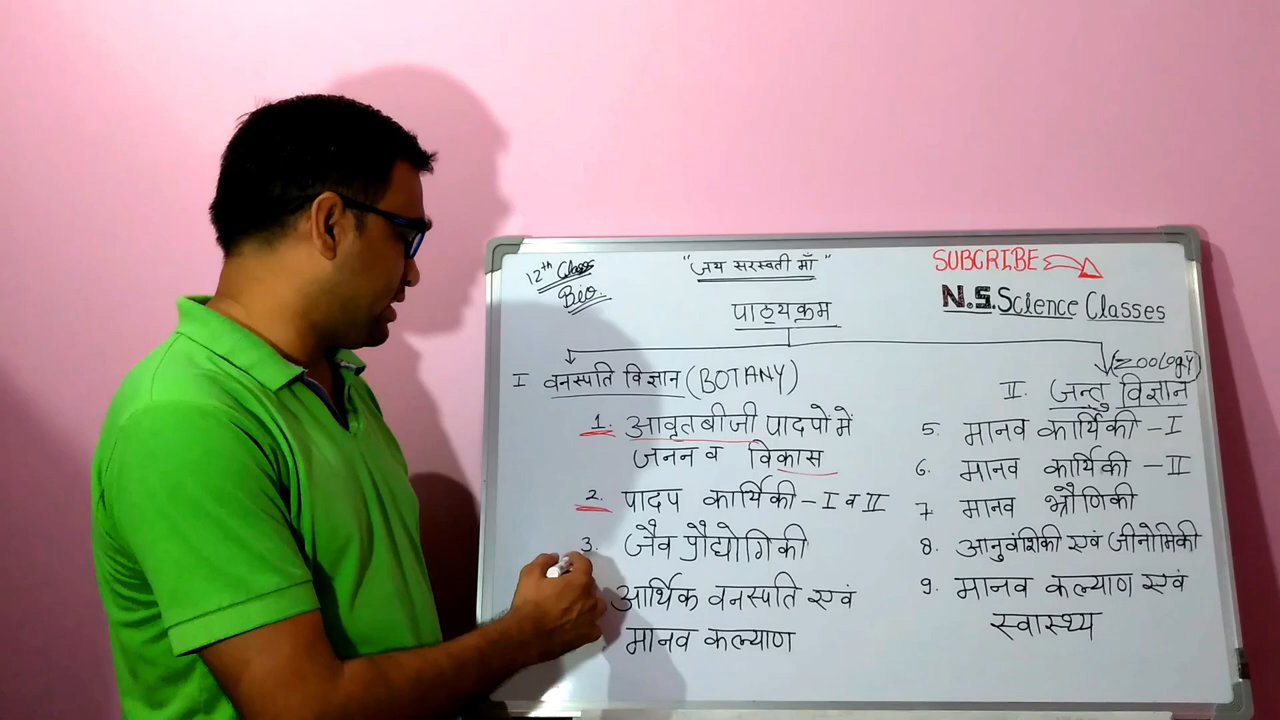 12th Class
Bio.
"जय सरस्वती माँ"
SUBCRIBE
N.S. Science Classes
पाठ्यक्रम
I वनस्पति विज्ञान (BOTANY)
1. आवृतबीजी पादपो में
जनन व विकास
2. पादप कार्यिकी - I व II
3. जैव प्रौद्योगिकी
आर्थिक वनस्पति एवं
मानव कल्याण
(ZOOLOGY)
II. जन्तु विज्ञान
5. मानव कार्यिकी - I
6. मानव कार्यिकी - II
7 मानव भ्रौणिकी
8. आनुवंशिकी एवं जीनोमिकी
9. मानव कल्याण एवं
स्वास्थ्य